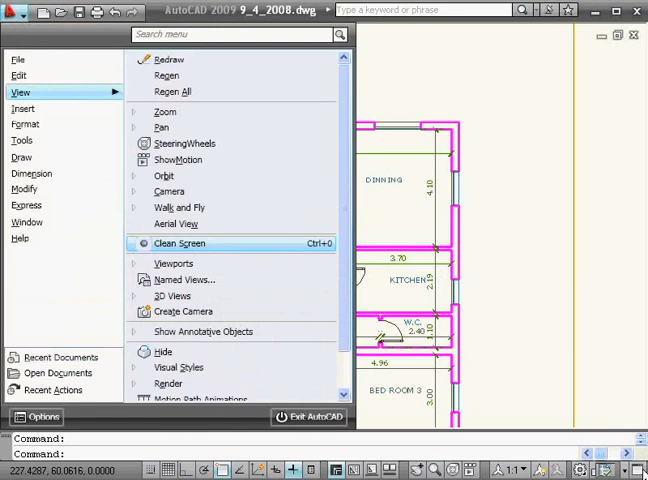 AutoCAD 2009 9_4_2008.dwg
Type a keyword or phrase
Search menu
File
Edit
View
Insert
Format
Tools
Draw
Dimension
Modify
Express
Window
Help
Redraw
Regen
Regen All
Zoom
Pan
SteeringWheels
ShowMotion
Orbit
Camera
Walk and Fly
Aerial View
Clean Screen Ctrl+0
Viewports
Named Views...
3D Views
Create Camera
Show Annotative Objects
Hide
Visual Styles
Render
Motion Path Animations...
Recent Documents
Open Documents
Recent Actions
Options
Exit AutoCAD
DINNING
4.10
3.70
KITCHEN
2.19
W.C.
2.40
1.10
4.96
BED ROOM 3
3.00
Command:
Command:
227.4287, 60.0616, 0.0000
1:1